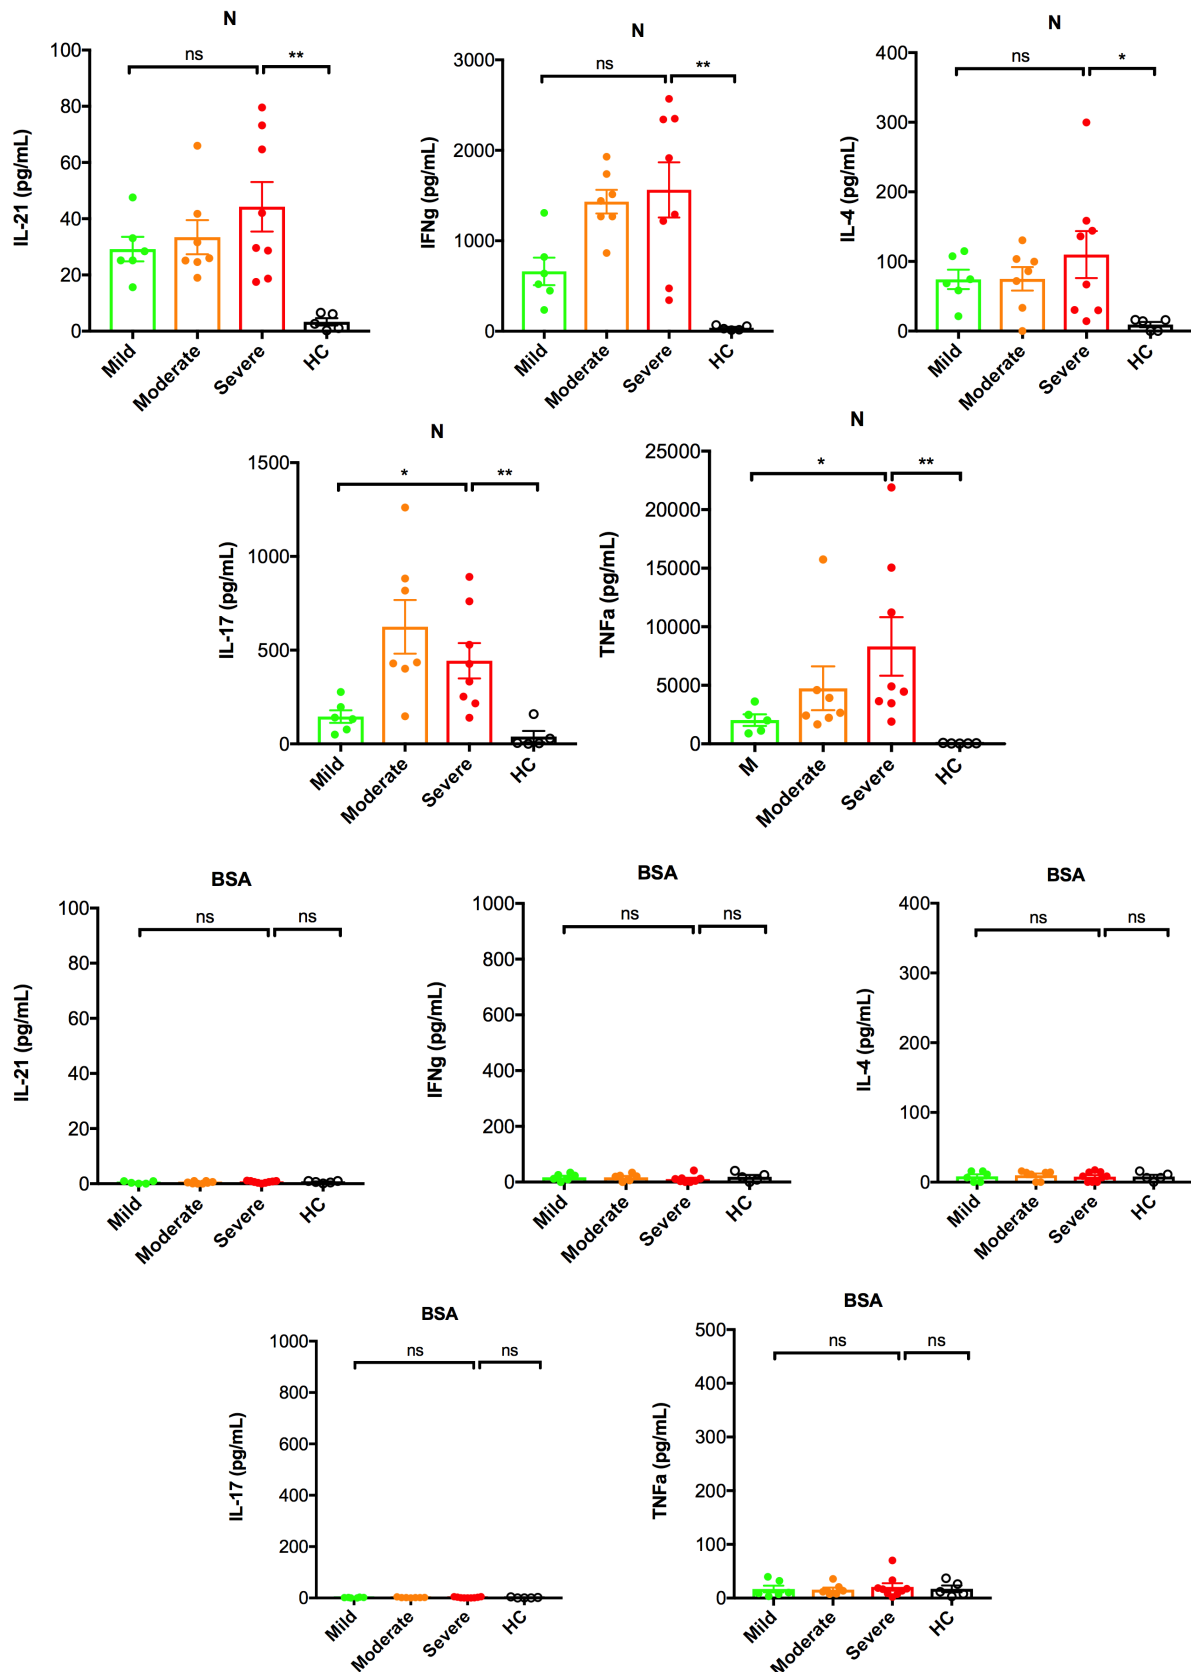 N
IL-21 (pg/mL)
100
80
60
40
20
0
ns
**
Mild
Moderate
Severe
HC
N
IFNg (pg/mL)
3000
2000
1000
0
ns
**
Mild
Moderate
Severe
HC
N
IL-4 (pg/mL)
400
300
200
100
0
ns
*
Mild
Moderate
Severe
HC
N
IL-17 (pg/mL)
1500
1000
500
0
*
**
Mild
Moderate
Severe
HC
N
TNFa (pg/mL)
25000
20000
15000
10000
5000
0
*
**
M
Moderate
Severe
HC
BSA
IL-21 (pg/mL)
100
80
60
40
20
0
ns
ns
Mild
Moderate
Severe
HC
BSA
IFNg (pg/mL)
1000
800
600
400
200
0
ns
ns
Mild
Moderate
Severe
HC
BSA
IL-4 (pg/mL)
400
300
200
100
0
ns
ns
Mild
Moderate
Severe
HC
BSA
IL-17 (pg/mL)
1000
800
600
400
200
0
ns
ns
Mild
Moderate
Severe
HC
BSA
TNFa (pg/mL)
500
400
300
200
100
0
ns
ns
Mild
Moderate
Severe
HC